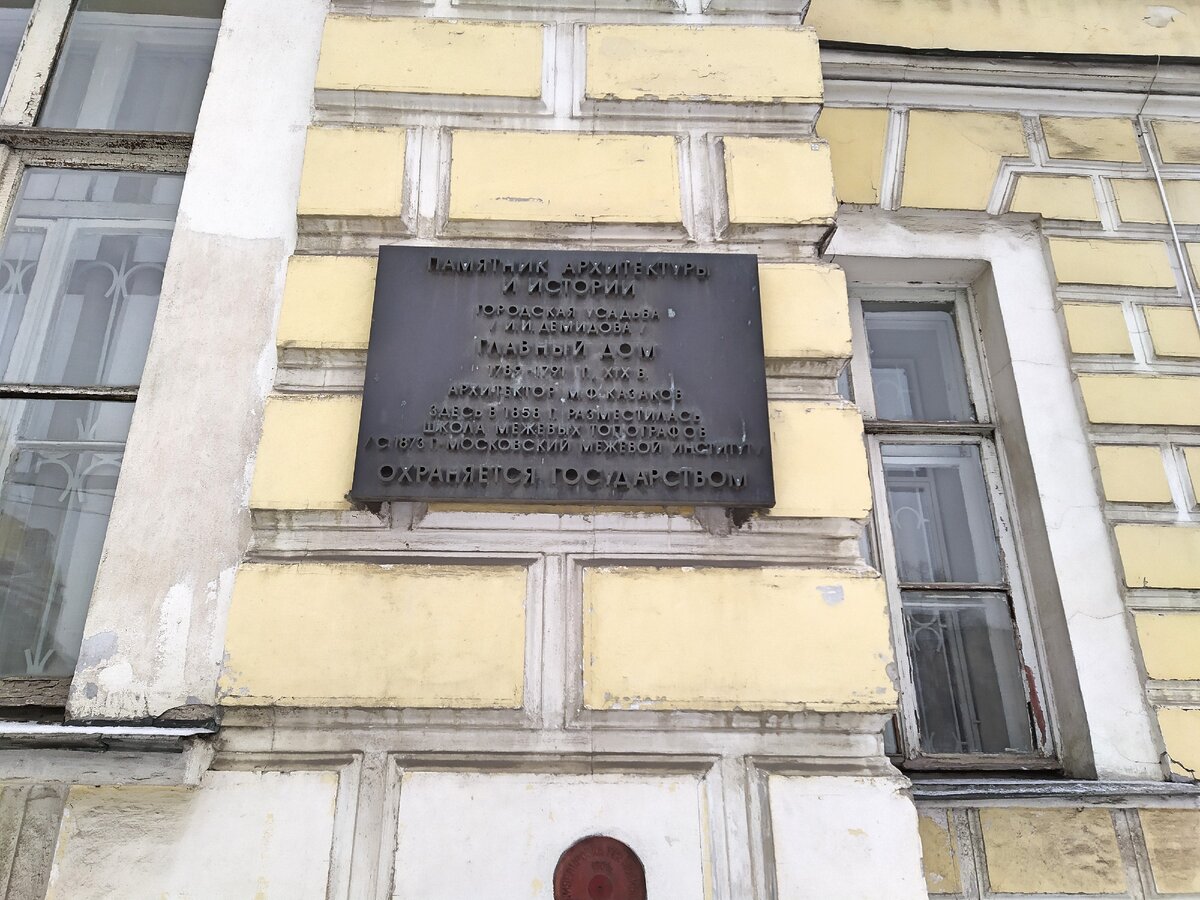 ПАМЯТНИК АРХИТЕКТУРЫ
И ИСТОРИИ
ГОРОДСКАЯ УСАДЬБА
/ И.И. ДЕМИДОВА /
ГЛАВНЫЙ ДОМ
1789-1791 ГГ., XIX В.
АРХИТЕКТОР М.Ф.КАЗАКОВ
ЗДЕСЬ В 1858 Г. РАЗМЕСТИЛАСЬ
ШКОЛА МЕЖЕВЫХ ТОПОГРАФОВ
/ С 1873 Г. МОСКОВСКИЙ МЕЖЕВОЙ ИНСТИТУТ /
ОХРАНЯЕТСЯ ГОСУДАРСТВОМ